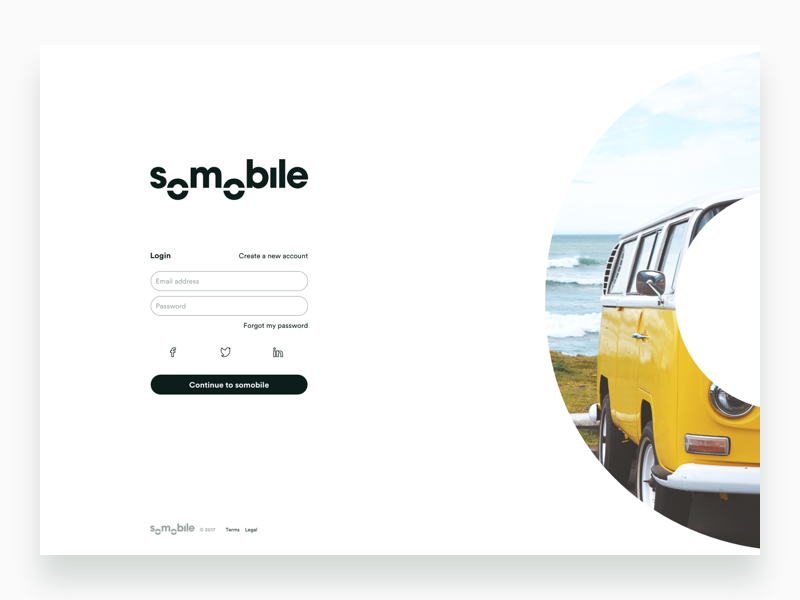 somobile
Login Create a new account
Email address
Password
Forgot my password
Continue to somobile
somobile © 2017 Terms Legal